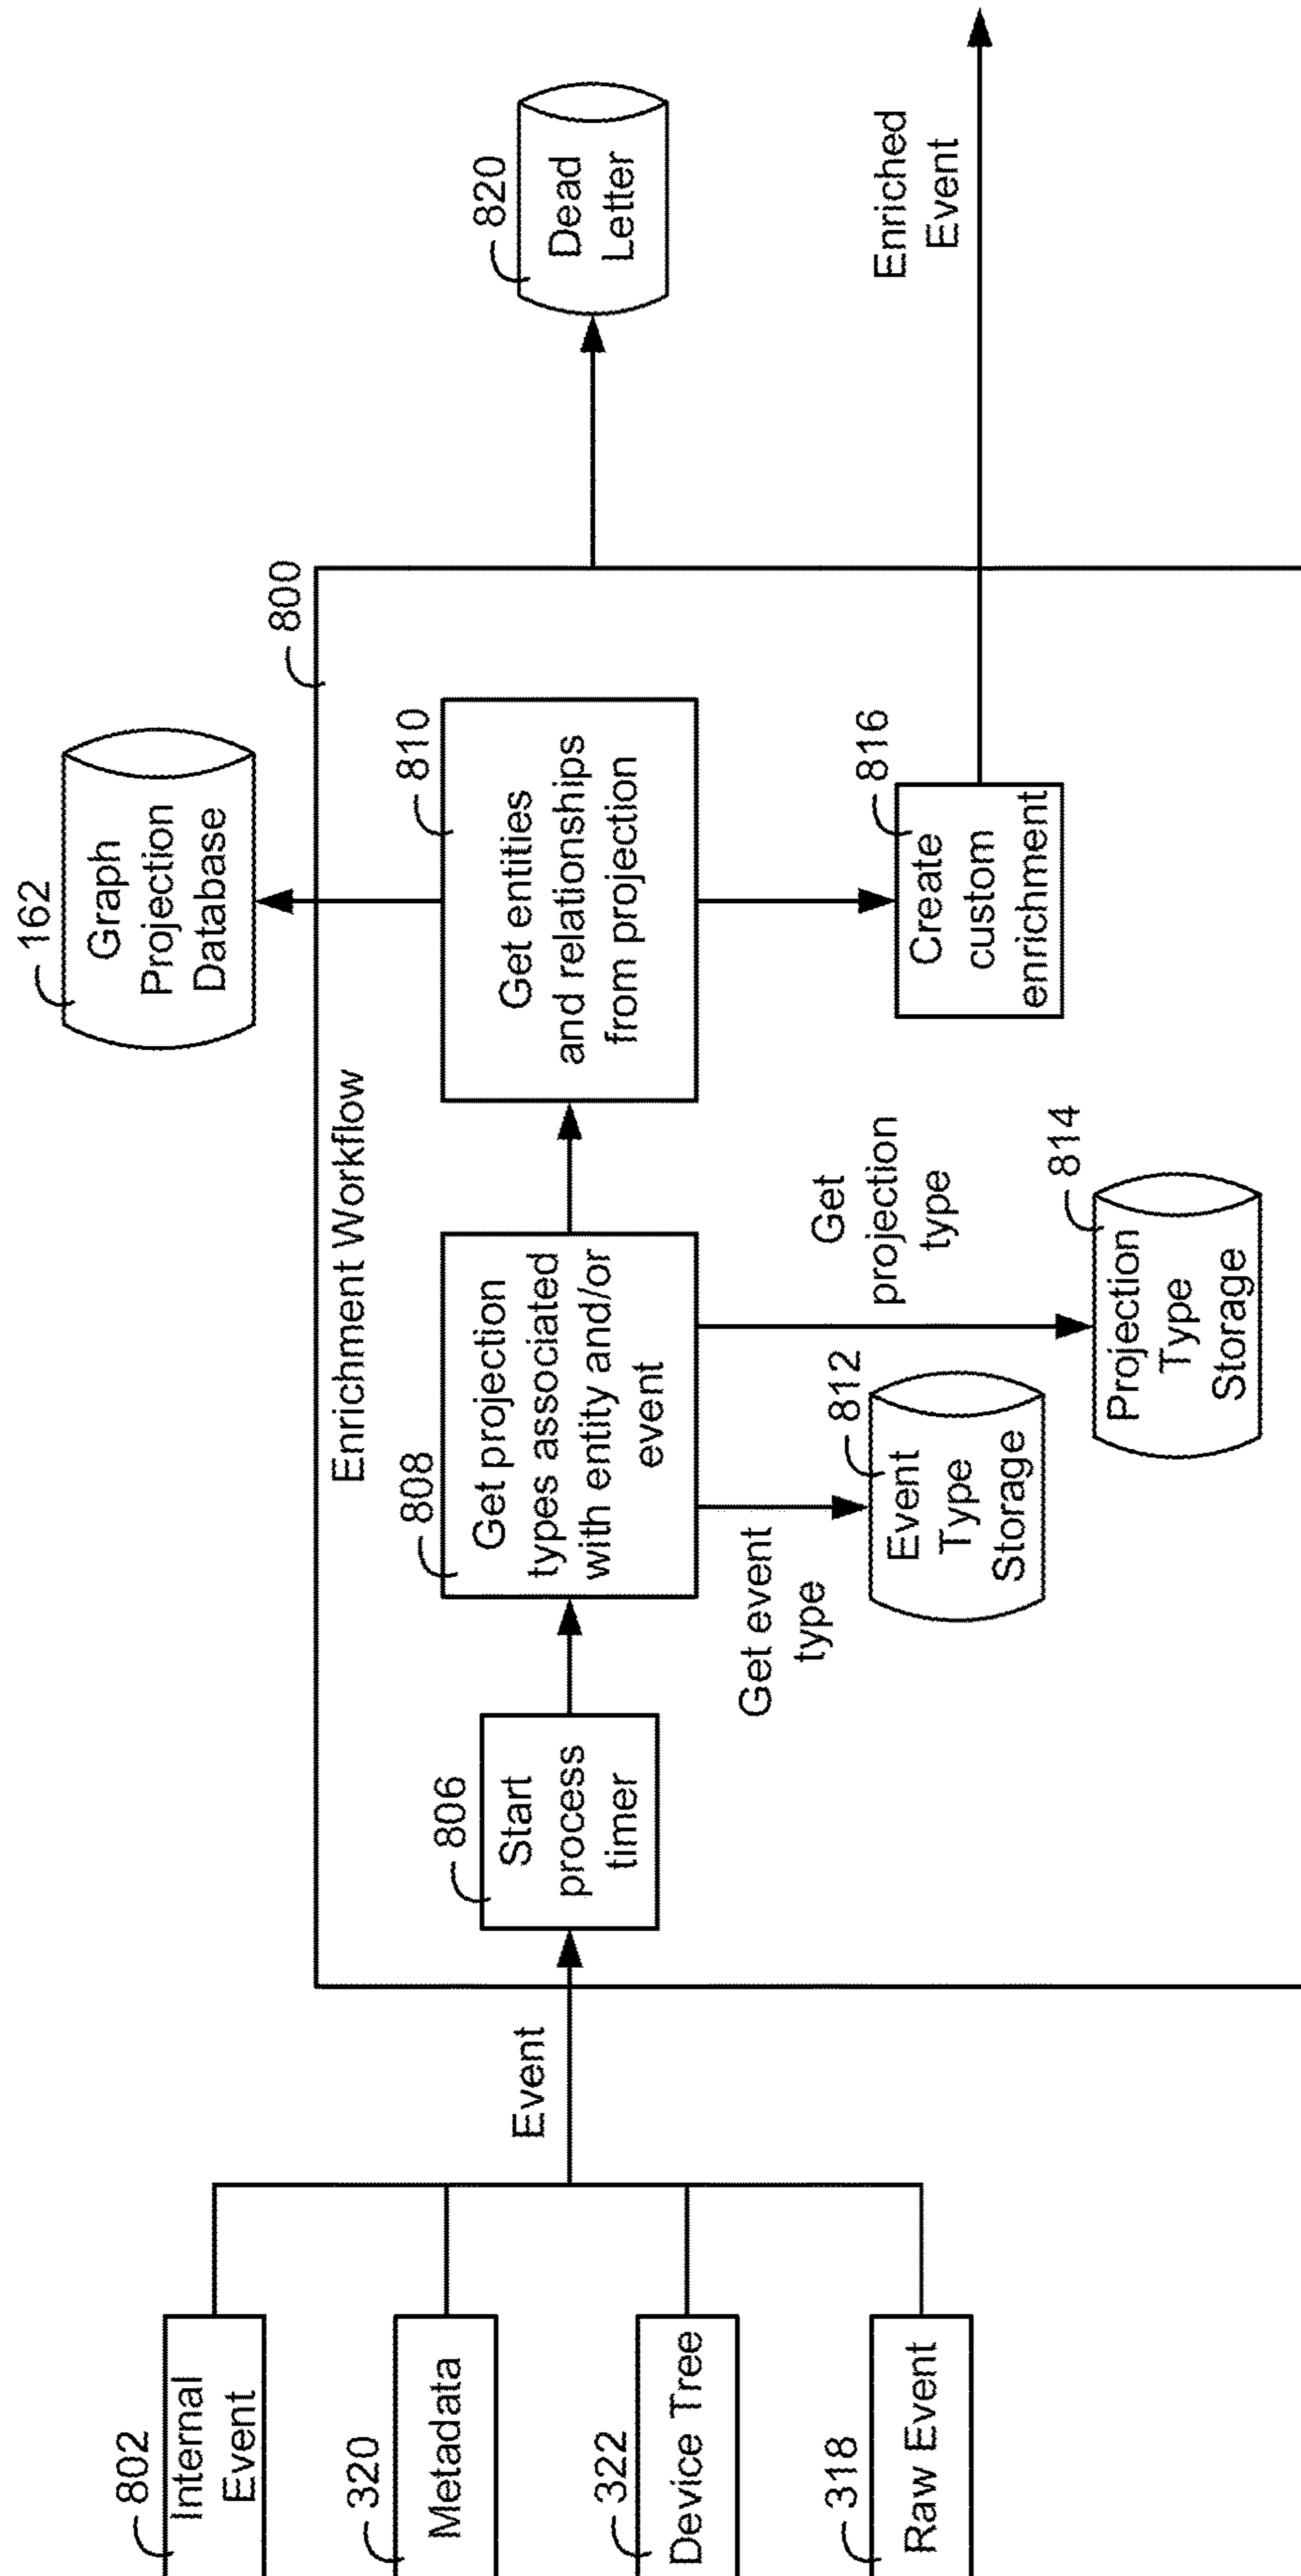 802
Internal
Event
320
Metadata
322
Device Tree
318
Raw Event
Event
800
Enrichment Workflow
806
Start
process
timer
808
Get projection
types associated
with entity and/or
event
Get event
type
812
Event
Type
Storage
Get
projection
type
814
Projection
Type
Storage
810
Get entities
and relationships
from projection
162
Graph
Projection
Database
816
Create
custom
enrichment
820
Dead
Letter
Enriched
Event